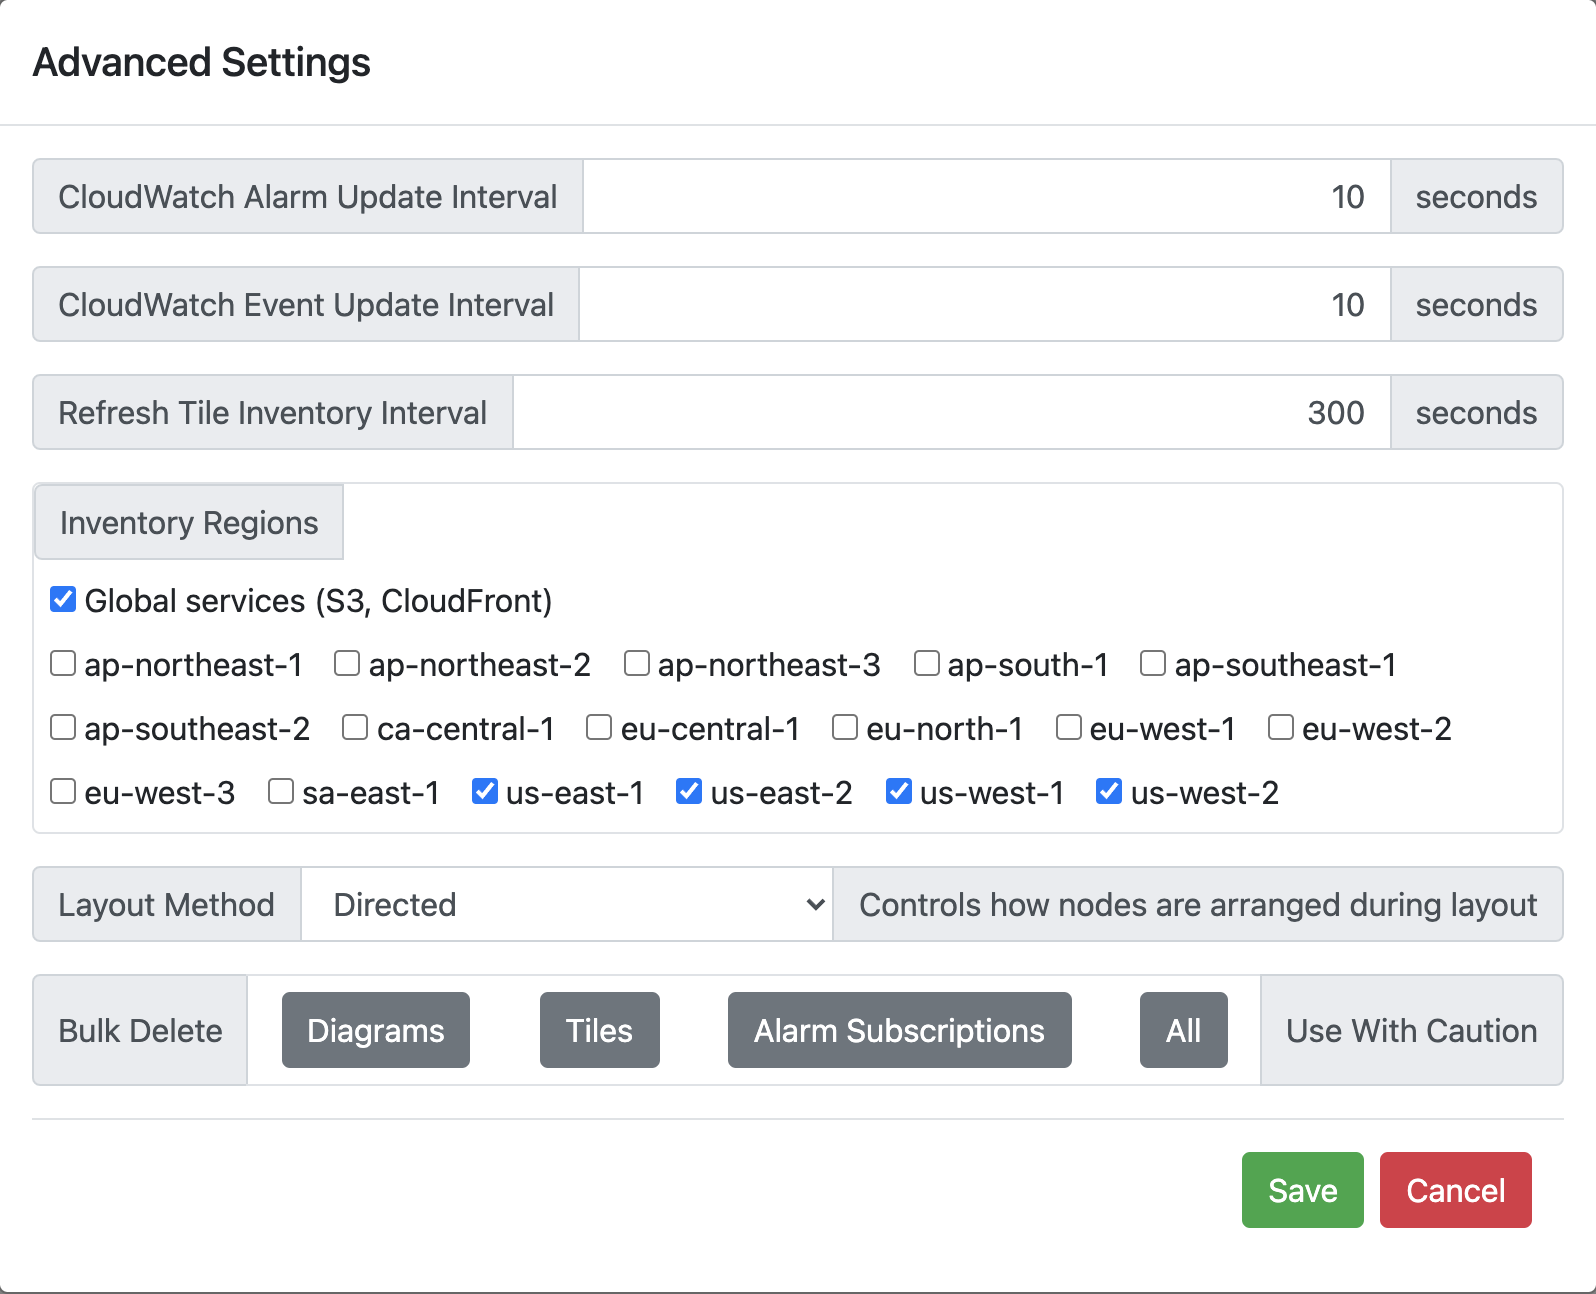 Advanced Settings
CloudWatch Alarm Update Interval 10 seconds
CloudWatch Event Update Interval 10 seconds
Refresh Tile Inventory Interval 300 seconds
Inventory Regions
Global services (S3, CloudFront)
ap-northeast-1 ap-northeast-2 ap-northeast-3 ap-south-1 ap-southeast-1
ap-southeast-2 ca-central-1 eu-central-1 eu-north-1 eu-west-1 eu-west-2
eu-west-3 sa-east-1 us-east-1 us-east-2 us-west-1 us-west-2
Layout Method Directed Controls how nodes are arranged during layout
Bulk Delete Diagrams Tiles Alarm Subscriptions All Use With Caution
Save Cancel